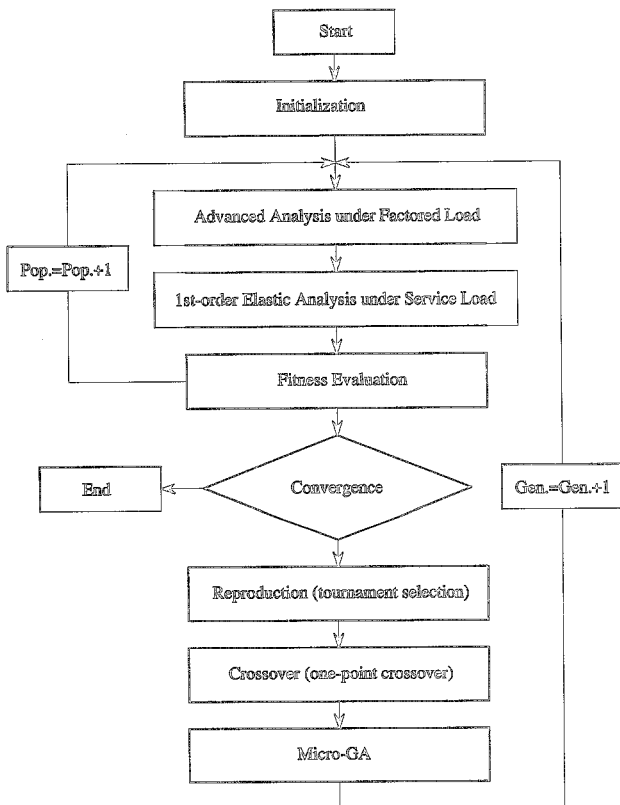 Start
Initialization
Advanced Analysis under Factored Load
Pop.=Pop.+1
1st-order Elastic Analysis under Service Load
Fitness Evaluation
End
Convergence
Gen.=Gen.+1
Reproduction (tournament selection)
Crossover (one-point crossover)
Micro-GA